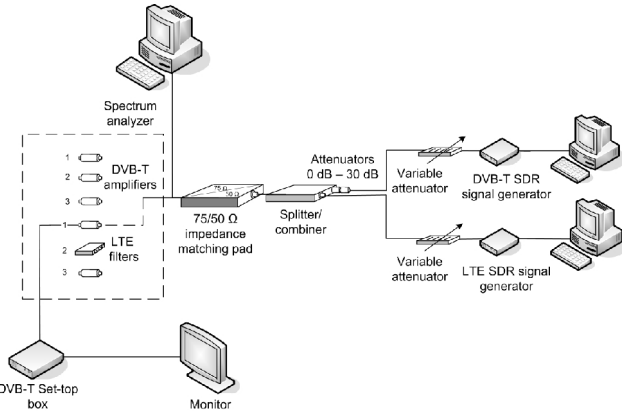 Spectrum
analyzer
1
DVB-T
amplifiers
2
3
1
LTE
filters
2
3
75 Ω
50 Ω
75/50 Ω
impedance
matching pad
Splitter/
combiner
Attenuators
0 dB – 30 dB
Variable
attenuator
DVB-T SDR
signal generator
Variable
attenuator
LTE SDR signal
generator
DVB-T Set-top
box
Monitor